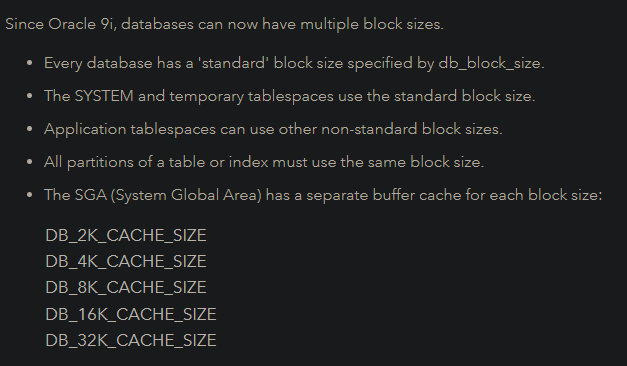 Since Oracle 9i, databases can now have multiple block sizes.
• Every database has a 'standard' block size specified by db_block_size.
• The SYSTEM and temporary tablespaces use the standard block size.
• Application tablespaces can use other non-standard block sizes.
• All partitions of a table or index must use the same block size.
• The SGA (System Global Area) has a separate buffer cache for each block size:
DB_2K_CACHE_SIZE
DB_4K_CACHE_SIZE
DB_8K_CACHE_SIZE
DB_16K_CACHE_SIZE
DB_32K_CACHE_SIZE